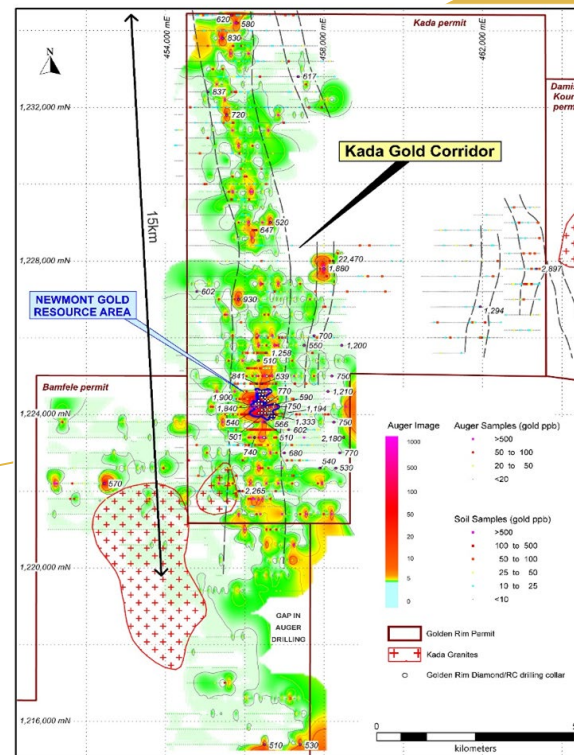 Kada permit
454,000 mE
458,000 mE
462,000 mE
620
580
830
617
837
720
N
1,232,000 mN
Kada Gold Corridor
15km
520
647
1,228,000 mN
22,470
1,880
2,897
602
930
1,294
NEWMONT GOLD
RESOURCE AREA
700
550
1,200
1,258
510
841
539
750
Bamfele permit
770
1,210
1,900
590
1,840
750
1,194
1,224,000 mN
540
566
1,333
750
602
501
510
2,180
740
680
770
540
530
570
2,265
1,220,000 mN
GAP IN
AUGER
DRILLING
1,216,000 mN
510
530
Auger Image
1000
500
100
50
20
10
5
0
Auger Samples (gold ppb)
>500
50 to 100
20 to 50
<20
Soil Samples (gold ppb)
>500
100 to 500
50 to 100
25 to 50
10 to 25
<10
Golden Rim Permit
Kada Granites
Golden Rim Diamond/RC drilling collar
0
kilometers